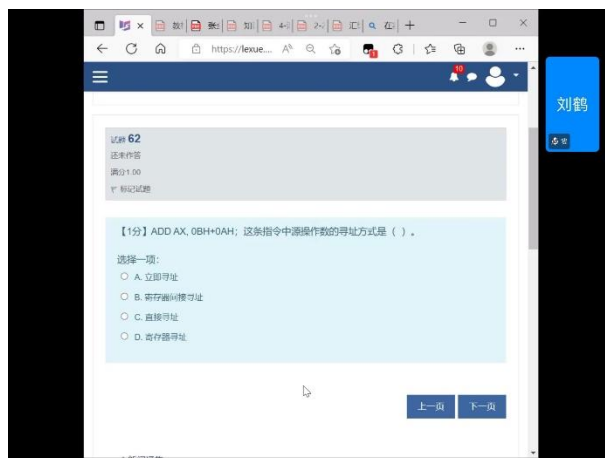 https://lexue....
10
刘鹤
试题 62
还未作答
满分1.00
标记试题
【1分】ADD AX, 0BH+0AH；这条指令中源操作数的寻址方式是（ ）。
选择一项：
A. 立即寻址
B. 寄存器间接寻址
C. 直接寻址
D. 寄存器寻址
上一页 下一页